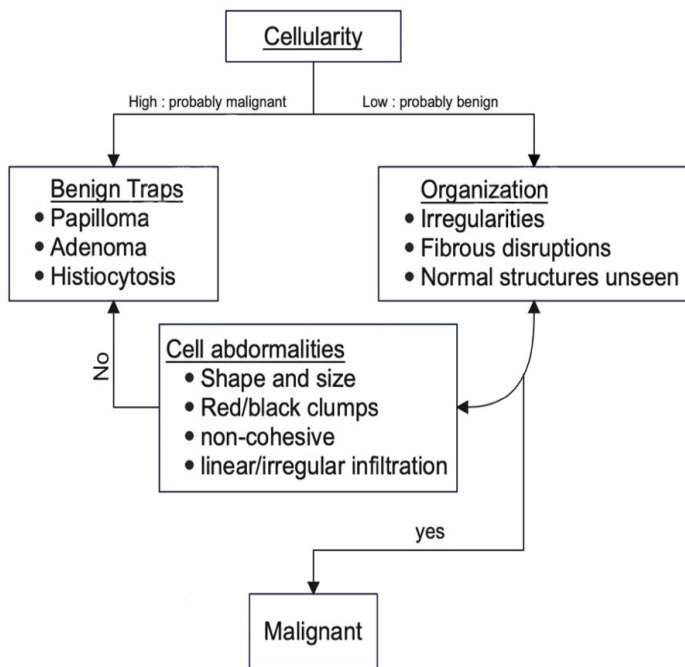 Cellularity
High : probably malignant
Low : probably benign
Benign Traps
• Papilloma
• Adenoma
• Histiocytosis
Organization
• Irregularities
• Fibrous disruptions
• Normal structures unseen
No
Cell abdormalities
• Shape and size
• Red/black clumps
• non-cohesive
• linear/irregular infiltration
yes
Malignant